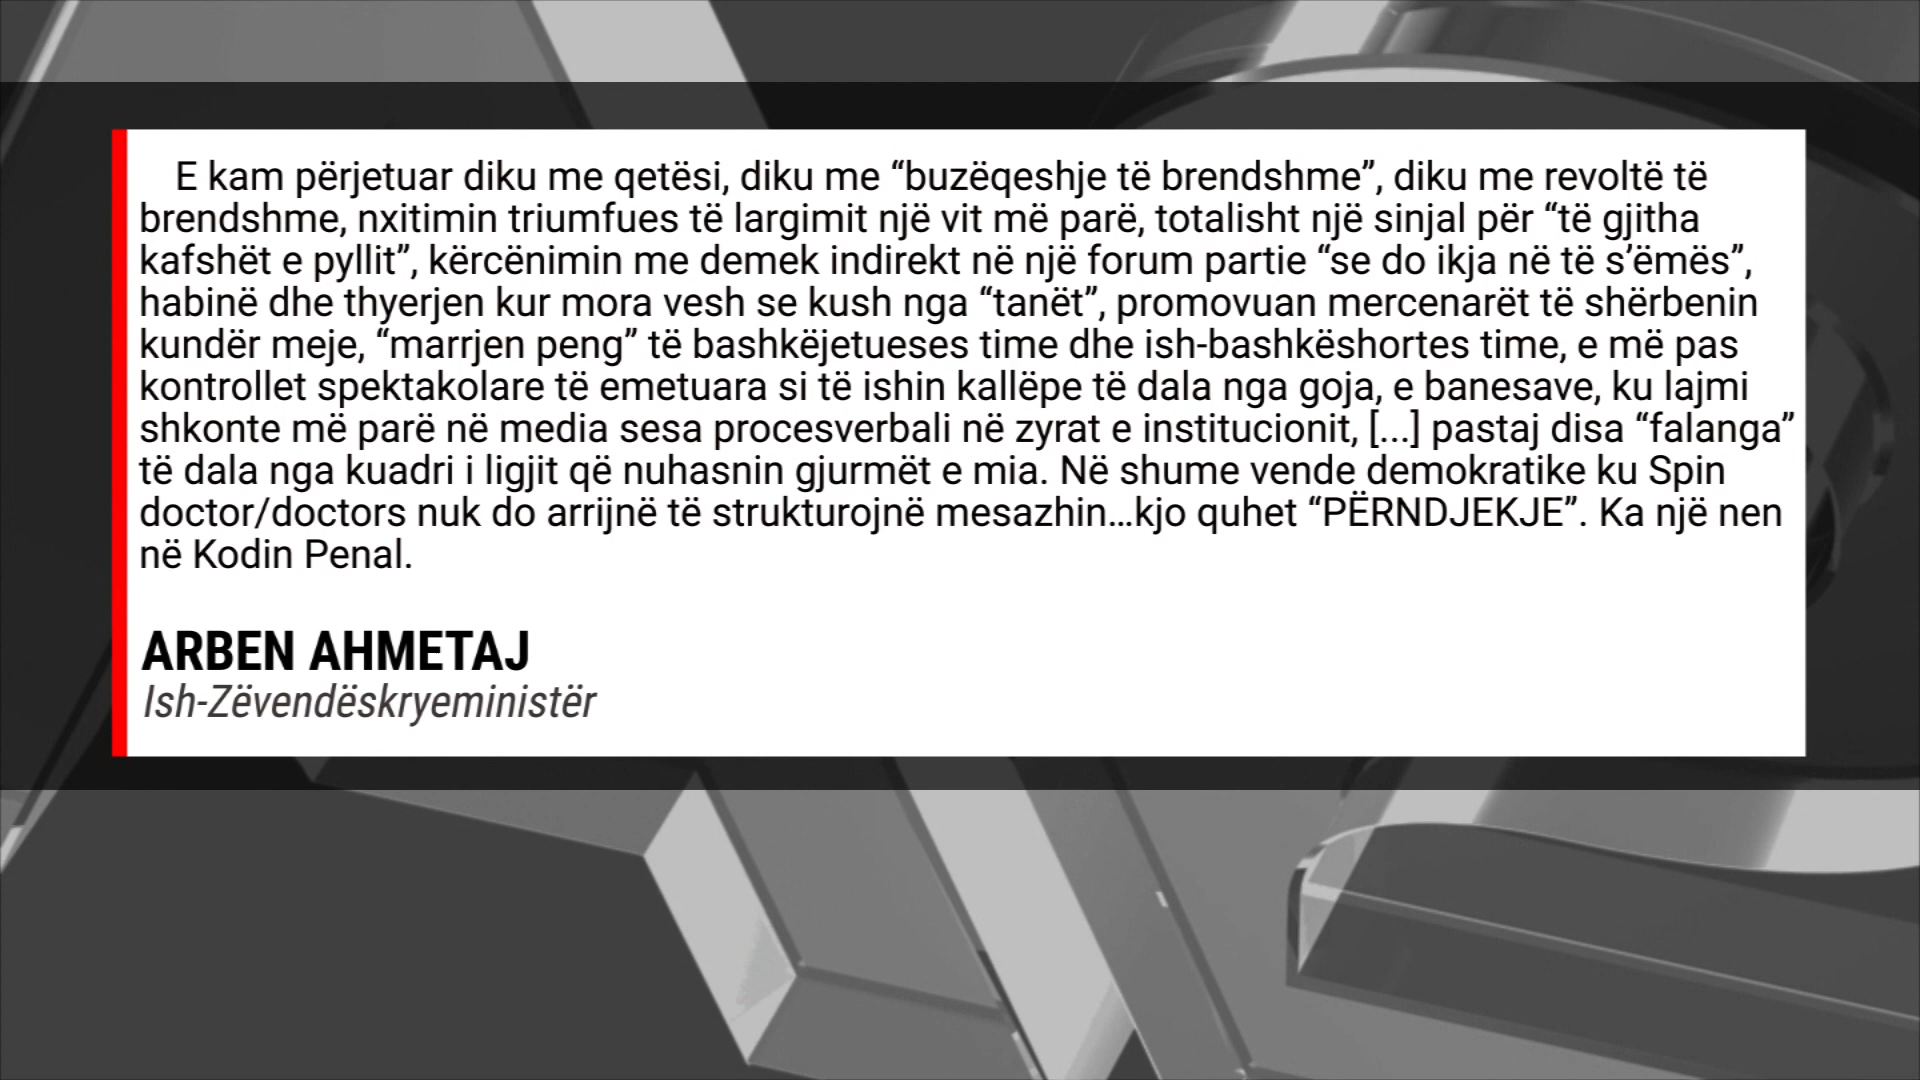 E kam përjetuar diku me qetësi, diku me “buzëqeshje të brendshme”, diku me revoltë të
brendshme, nxitimin triumfues të largimit një vit më parë, totalisht një sinjal për “të gjitha
kafshët e pyllit”, kërcënimin me demek indirekt në një forum partie “se do ikja në të s’ëmës”,
habinë dhe thyerjen kur mora vesh se kush nga “tanët”, promovuan mercenarët të shërbenin
kundër meje, “marrjen peng” të bashkëjetueses time dhe ish-bashkëshortes time, e më pas
kontrollet spektakolare të emetuara si të ishin kallëpe të dala nga goja, e banesave, ku lajmi
shkonte më parë në media sesa procesverbali në zyrat e institucionit, [...] pastaj disa “falanga”
të dala nga kuadri i ligjit që nuhasnin gjurmët e mia. Në shume vende demokratike ku Spin
doctor/doctors nuk do arrijnë të strukturojnë mesazhin...kjo quhet “PËRNDJEKJE”. Ka një nen
në Kodin Penal.
ARBEN AHMETAJ
Ish-Zëvendëskryeministër